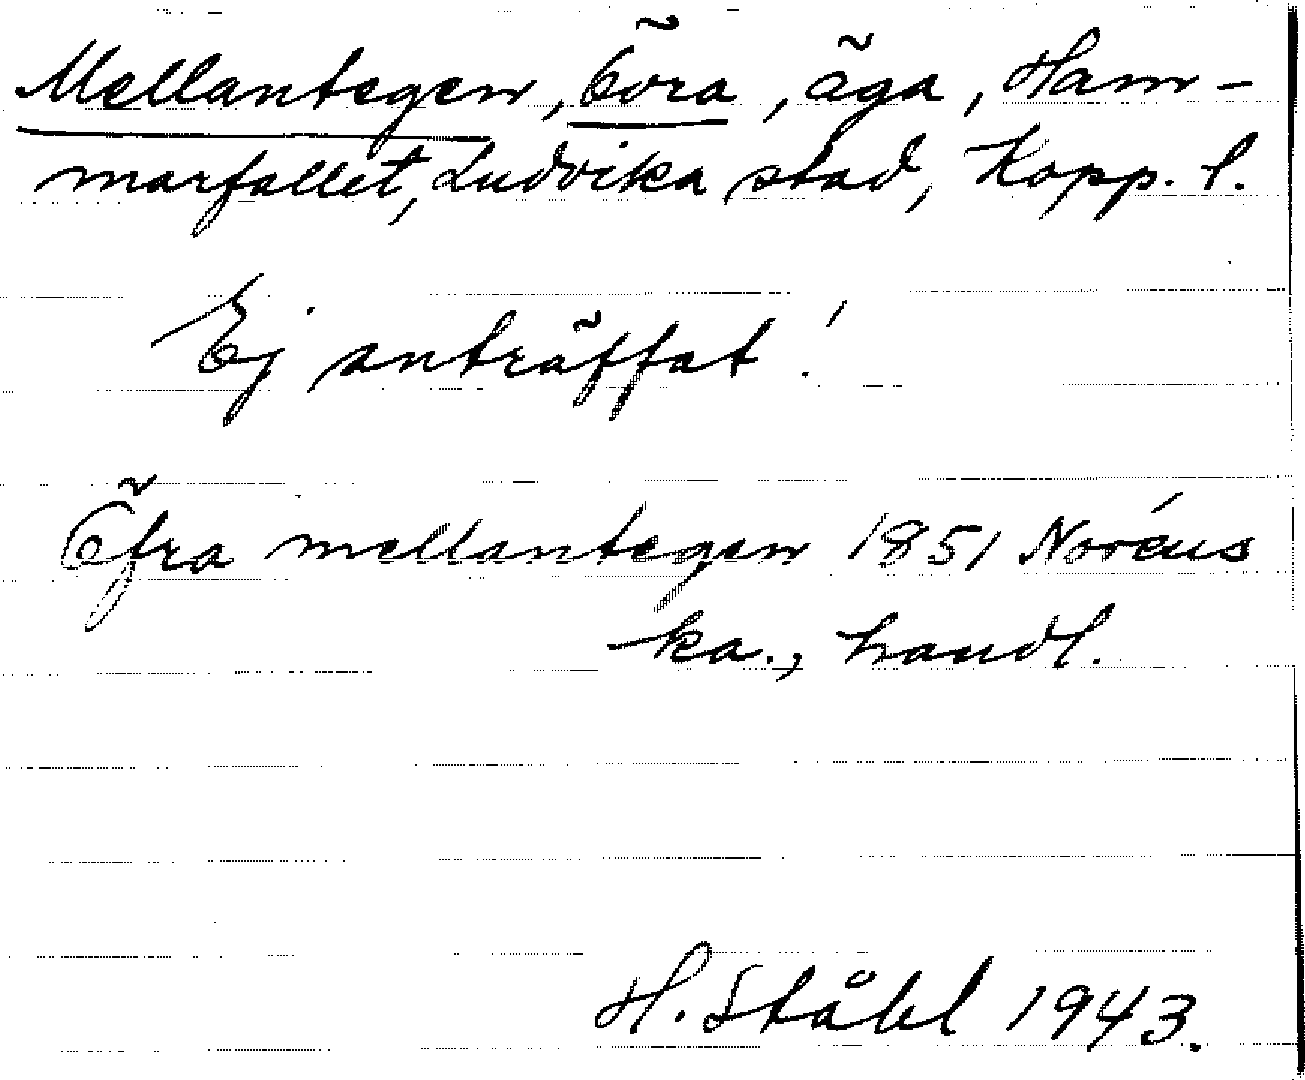 Mellantegen, Övra, äga, Ham-
marfallet, Ludvika stad, Kopp. l.
Ej anträffat!
Öfra mellantegen 1851 Noréus
ka., handl.
H. Ståhl 1943.